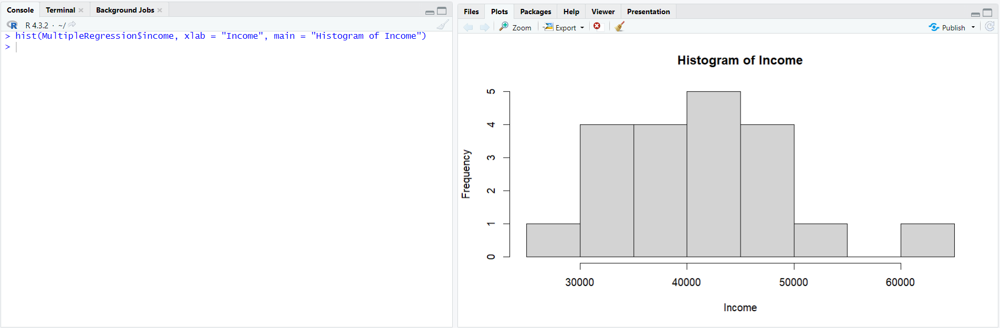 Console Terminal Background Jobs
R 4.3.2 · ~/
> hist(MultipleRegression$income, xlab = "Income", main = "Histogram of Income")
>
Files Plots Packages Help Viewer Presentation
Zoom Export Publish
Histogram of Income
5
4
3
2
1
0
Frequency
30000 40000 50000 60000
Income